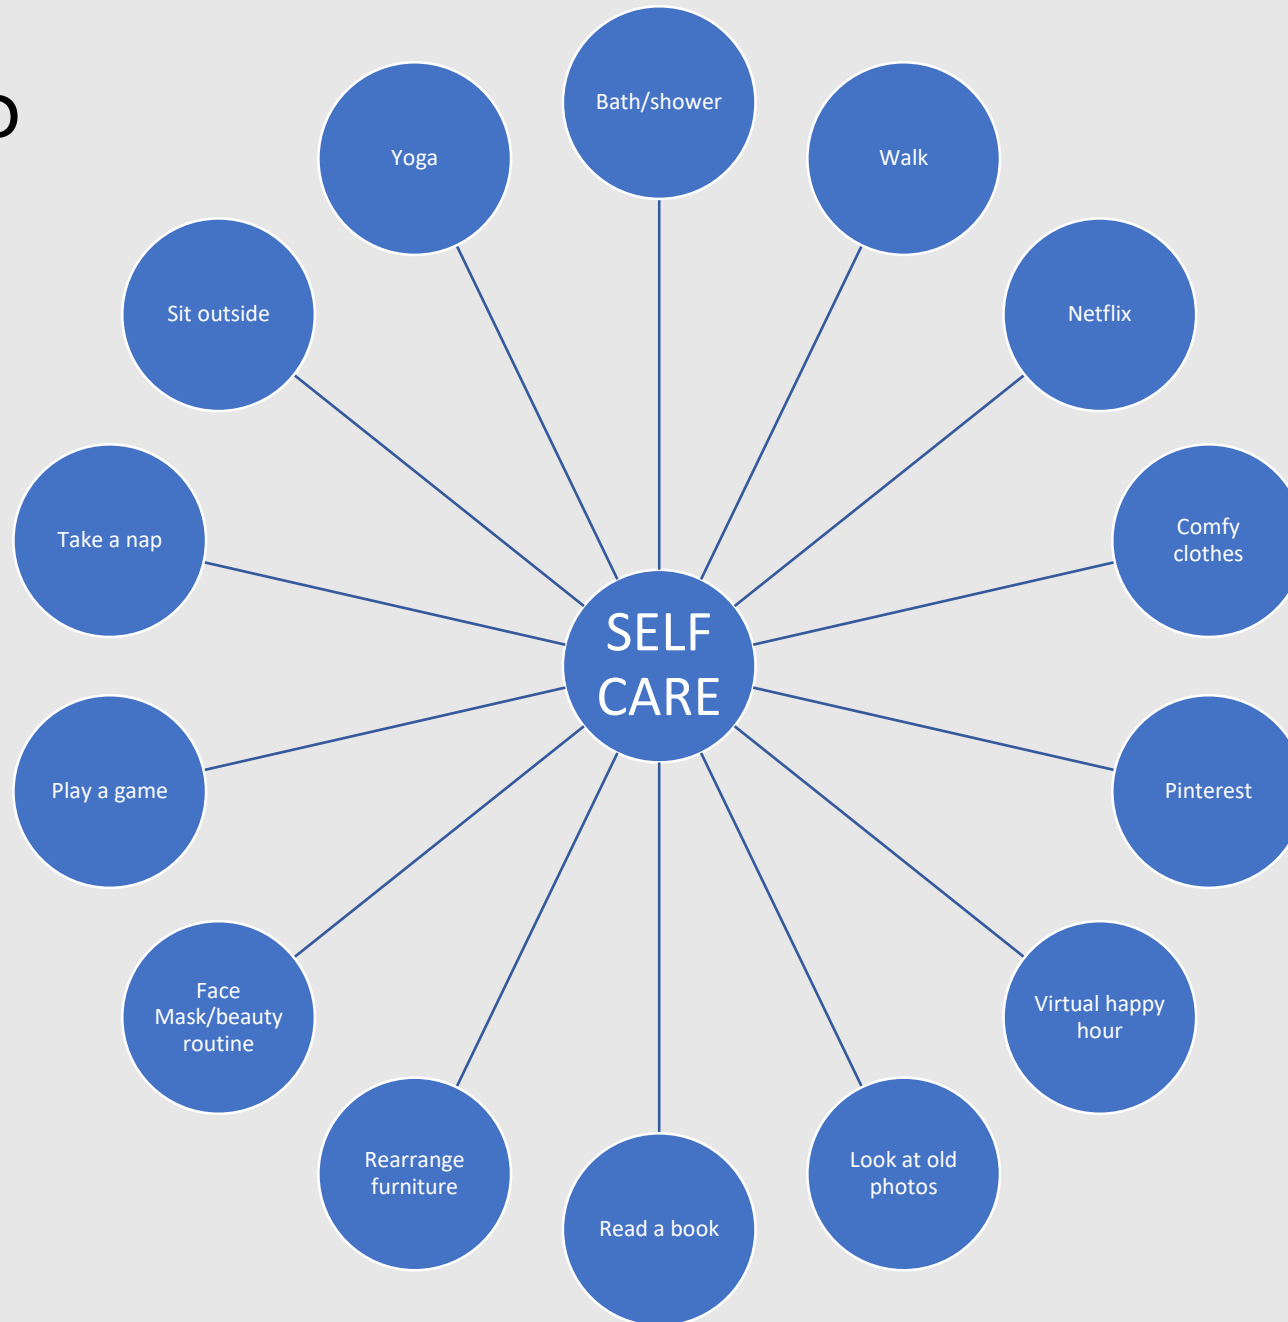 Bath/shower
Walk
Netflix
Comfy
clothes
Pinterest
Virtual happy
hour
Look at old
photos
Read a book
Rearrange
furniture
Face
Mask/beauty
routine
Play a game
Take a nap
Sit outside
Yoga
SELF
CARE